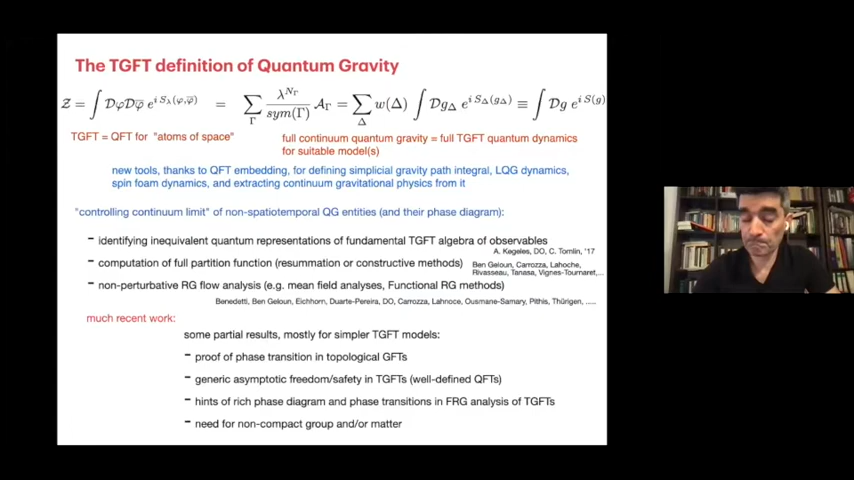 The TGFT definition of Quantum Gravity
𝒵 = ∫ 𝒟φ𝒟φ̅ e^{i S_λ(φ,φ̅)} = ∑_Γ λ^{N_Γ}/sym(Γ) 𝒜_Γ = ∑_Δ w(Δ) ∫ 𝒟g_Δ e^{i S_Δ(g_Δ)} ≡ ∫ 𝒟g e^{i S(g)}
TGFT = QFT for "atoms of space"
full continuum quantum gravity = full TGFT quantum dynamics
for suitable model(s)
new tools, thanks to QFT embedding, for defining simplicial gravity path integral, LQG dynamics,
spin foam dynamics, and extracting continuum gravitational physics from it
"controlling continuum limit" of non-spatiotemporal QG entities (and their phase diagram):
- identifying inequivalent quantum representations of fundamental TGFT algebra of observables
A. Kegeles, DO, C. Tomlin, '17
- computation of full partition function (resummation or constructive methods)
Ben Geloun, Carrozza, Lahoche,
Rivasseau, Tanasa, Vignes-Tournaret,...
- non-perturbative RG flow analysis (e.g. mean field analyses, Functional RG methods)
Benedetti, Ben Geloun, Eichhorn, Duarte-Pereira, DO, Carrozza, Lahnoce, Ousmane-Samary, Pithis, Thürigen, .....
much recent work:
some partial results, mostly for simpler TGFT models:
- proof of phase transition in topological GFTs
- generic asymptotic freedom/safety in TGFTs (well-defined QFTs)
- hints of rich phase diagram and phase transitions in FRG analysis of TGFTs
- need for non-compact group and/or matter